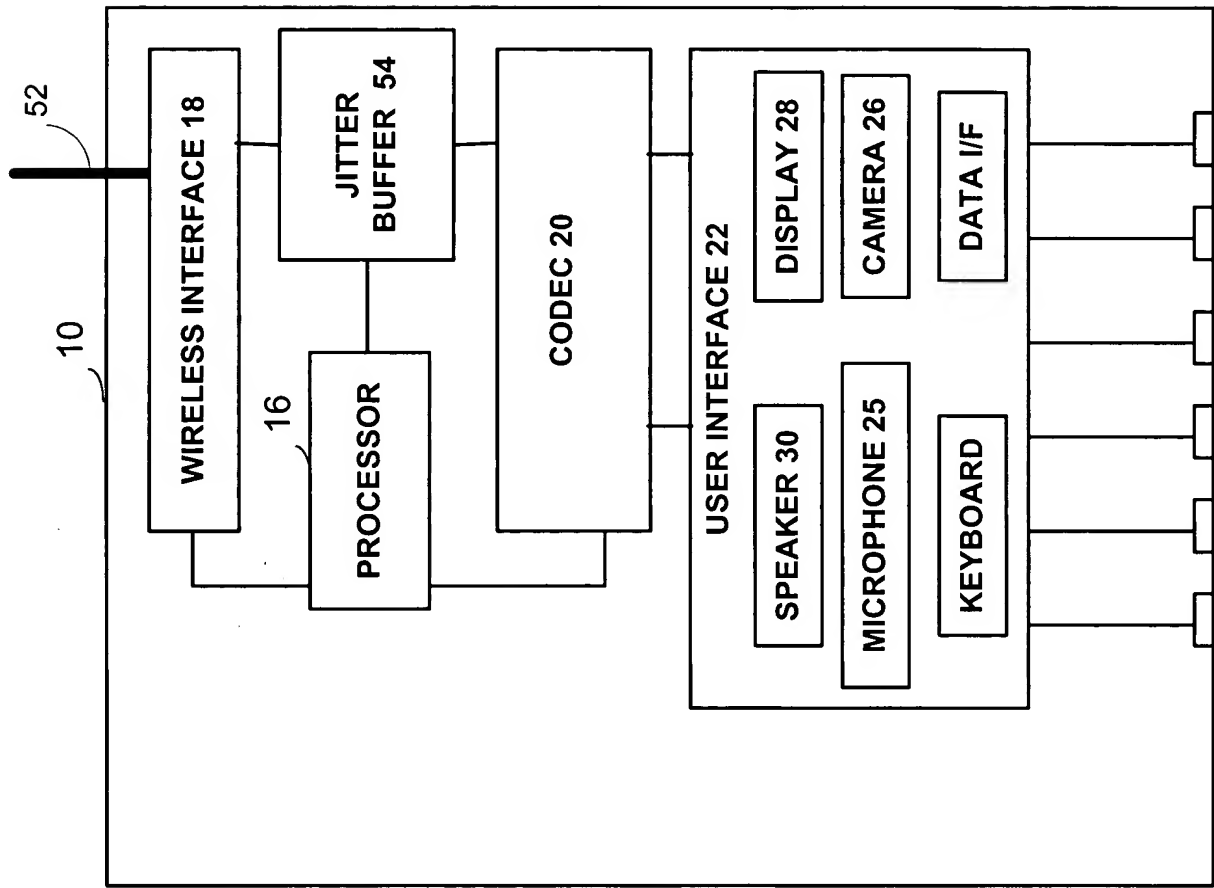 52
10
WIRELESS INTERFACE 18
JITTER
BUFFER 54
16
PROCESSOR
CODEC 20
USER INTERFACE 22
SPEAKER 30
DISPLAY 28
MICROPHONE 25
CAMERA 26
KEYBOARD
DATA I/F